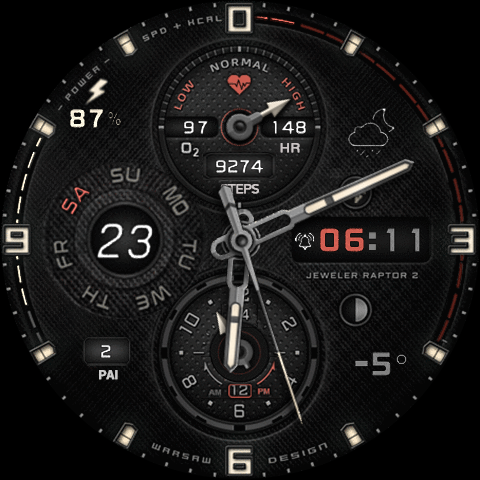 0
SPD + KCAL
- POWER -
87%
NORMAL
LOW
HIGH
97
148
O2
HR
9274
STEPS
SA
SU
MO
TU
WE
TH
FR
23
9
3
06:11
JEWELER RAPTOR 2
2
PAI
10
2
4
8
6
AM
12
PM
-5°
6
WARSAW
DESIGN